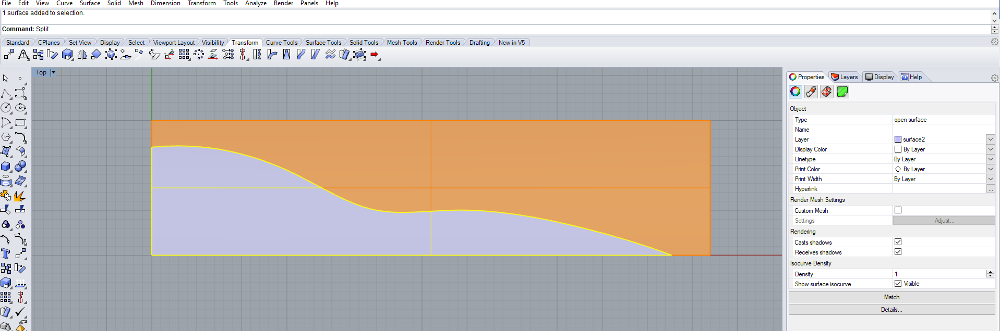 File Edit View Curve Surface Solid Mesh Dimension Transform Tools Analyze Render Panels Help
1 surface added to selection.
Command: Split
Standard CPlanes Set View Display Select Viewport Layout Visibility Transform Curve Tools Surface Tools Solid Tools Mesh Tools Render Tools Drafting New in V5
Top
Properties Layers Display Help
Object
Type open surface
Name
Layer surface2
Display Color By Layer
Linetype By Layer
Print Color By Layer
Print Width By Layer
Hyperlink ...
Render Mesh Settings
Custom Mesh
Settings Adjust...
Rendering
Casts shadows
Receives shadows
Isocurve Density
Density 1
Show surface isocurve Visible
Match
Details...